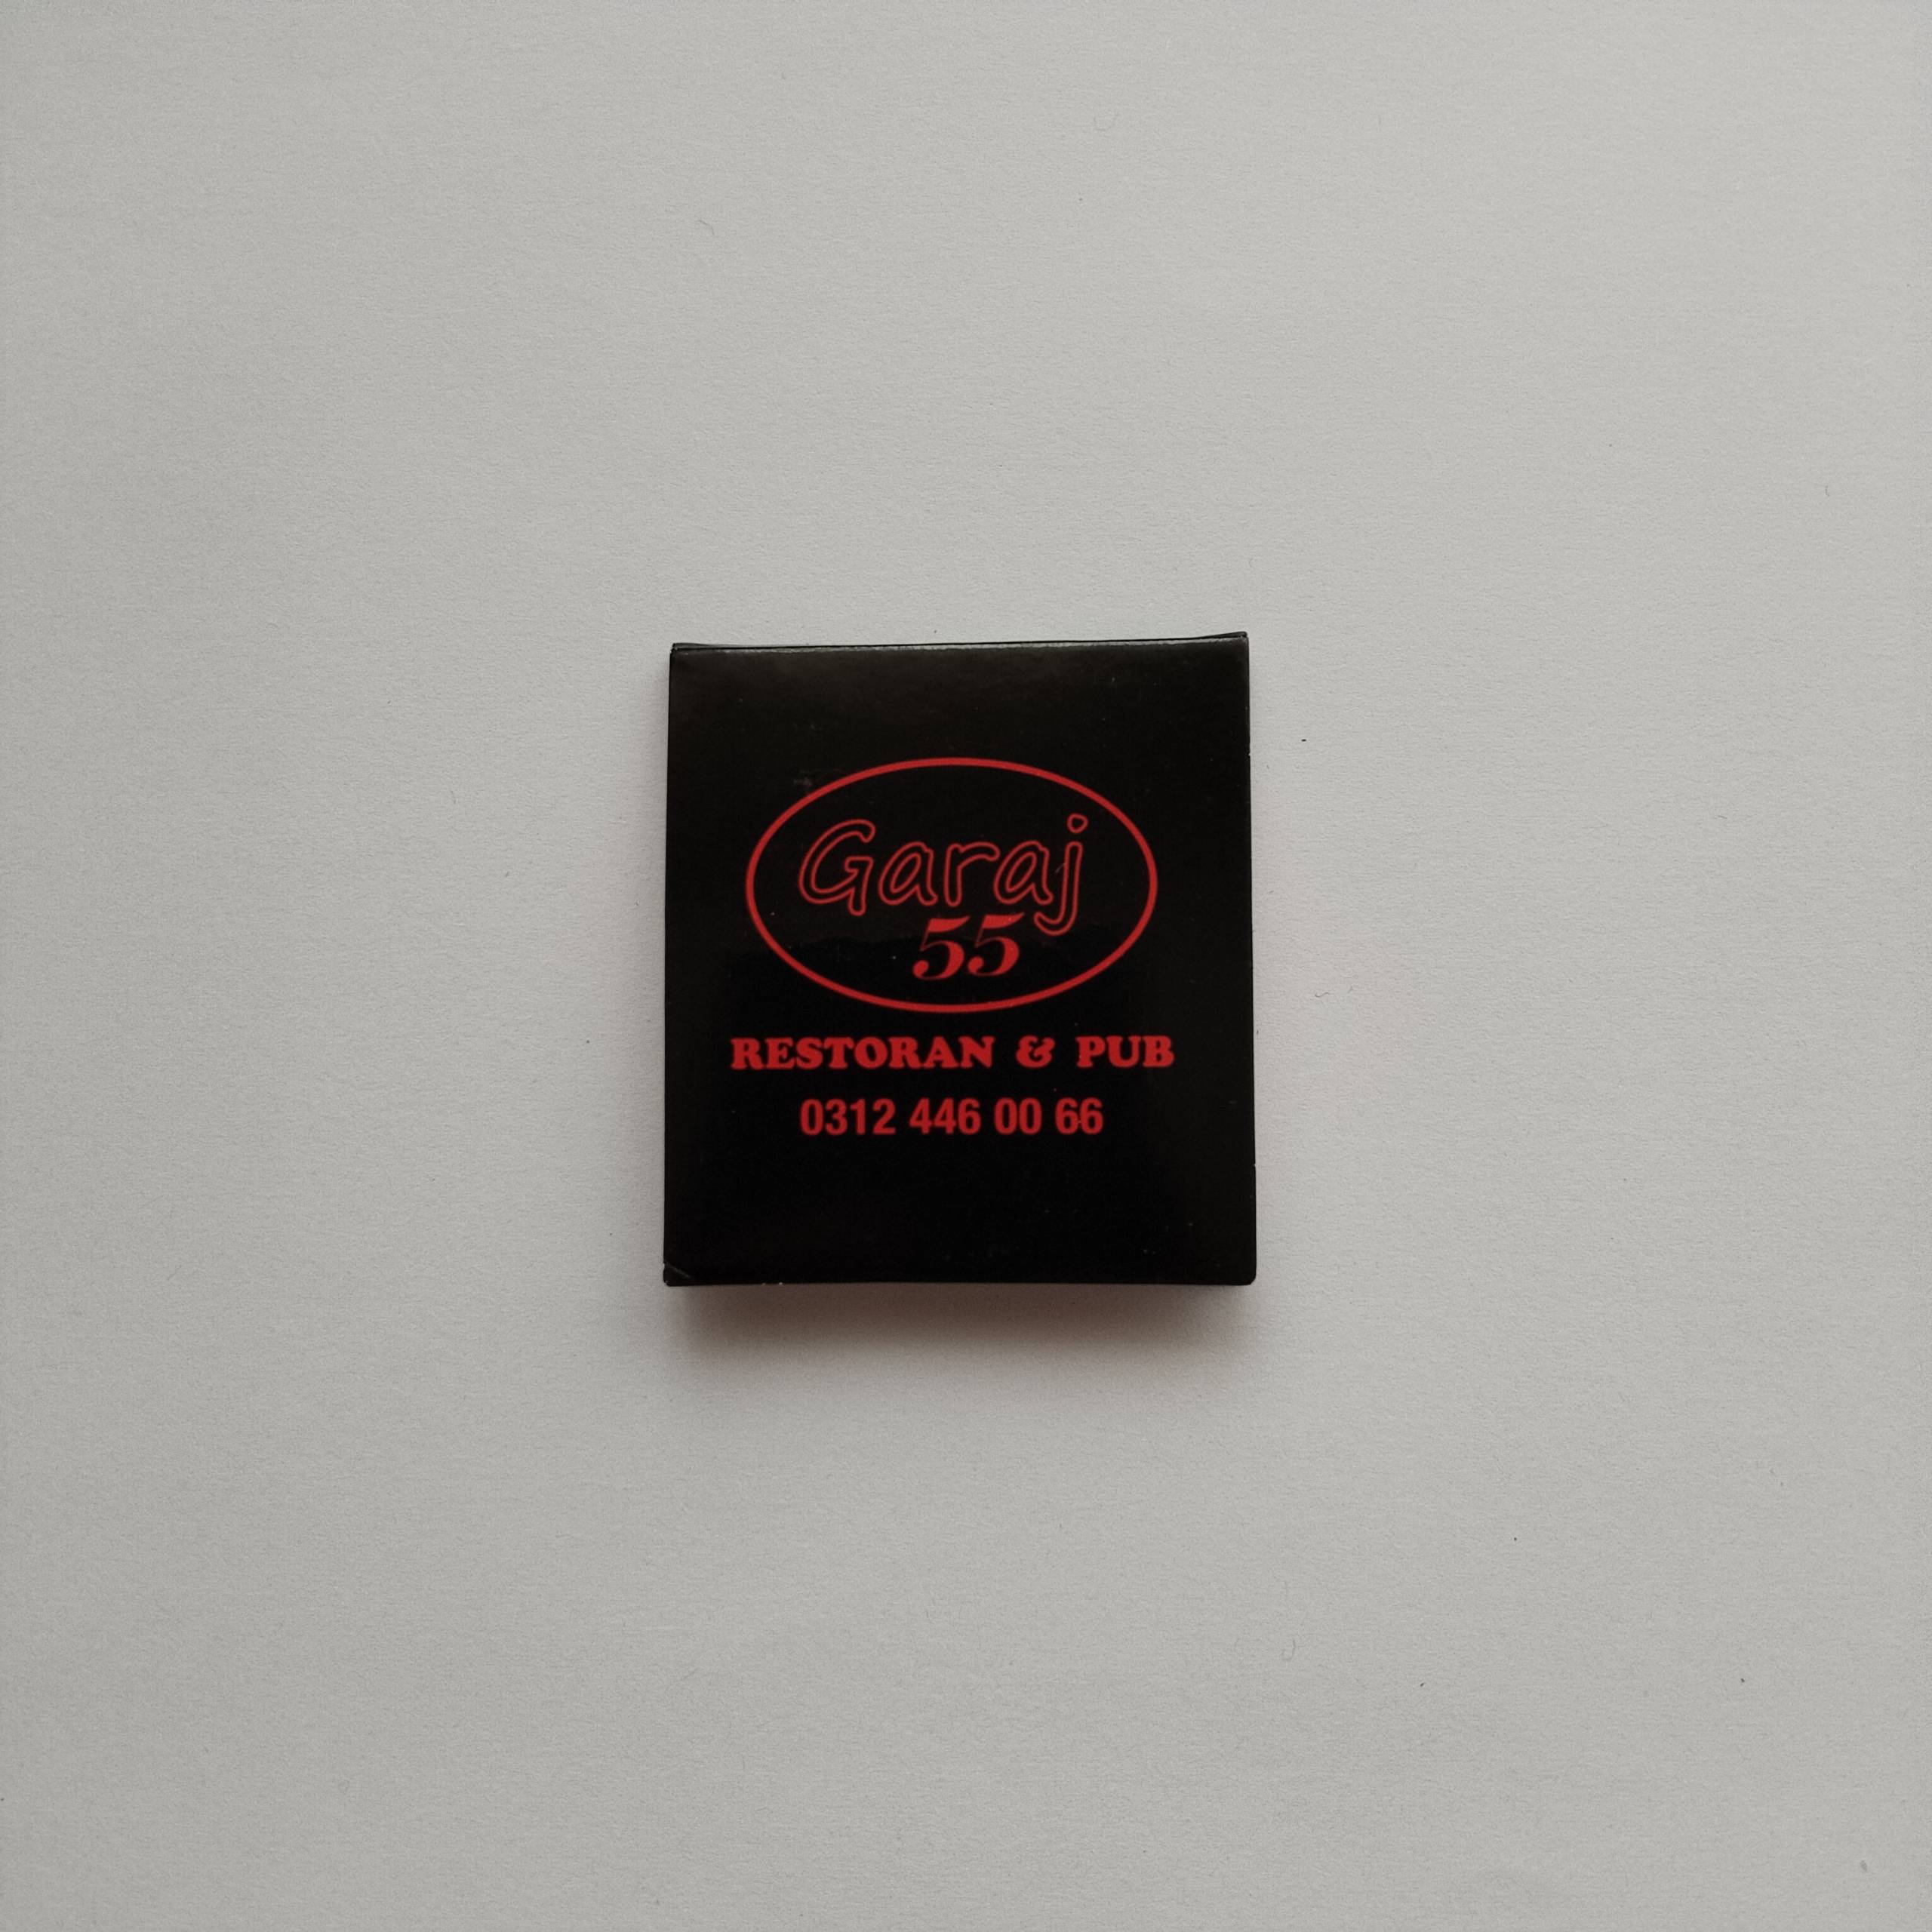 Garaj
55
RESTORAN & PUB
0312 446 00 66